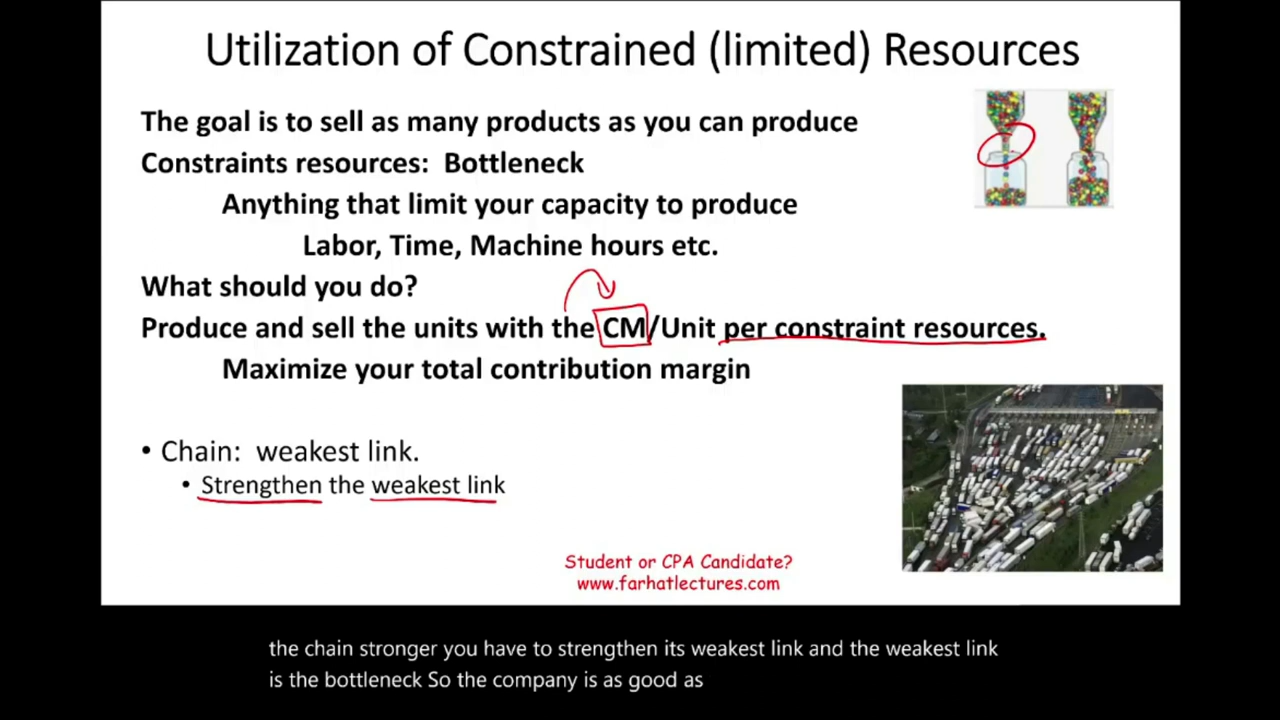 Utilization of Constrained (limited) Resources
The goal is to sell as many products as you can produce
Constraints resources: Bottleneck
Anything that limit your capacity to produce
Labor, Time, Machine hours etc.
What should you do?
Produce and sell the units with the CM/Unit per constraint resources.
Maximize your total contribution margin
• Chain: weakest link.
• Strengthen the weakest link
Student or CPA Candidate?
www.farhatlectures.com
the chain stronger you have to strengthen its weakest link and the weakest link
is the bottleneck So the company is as good as